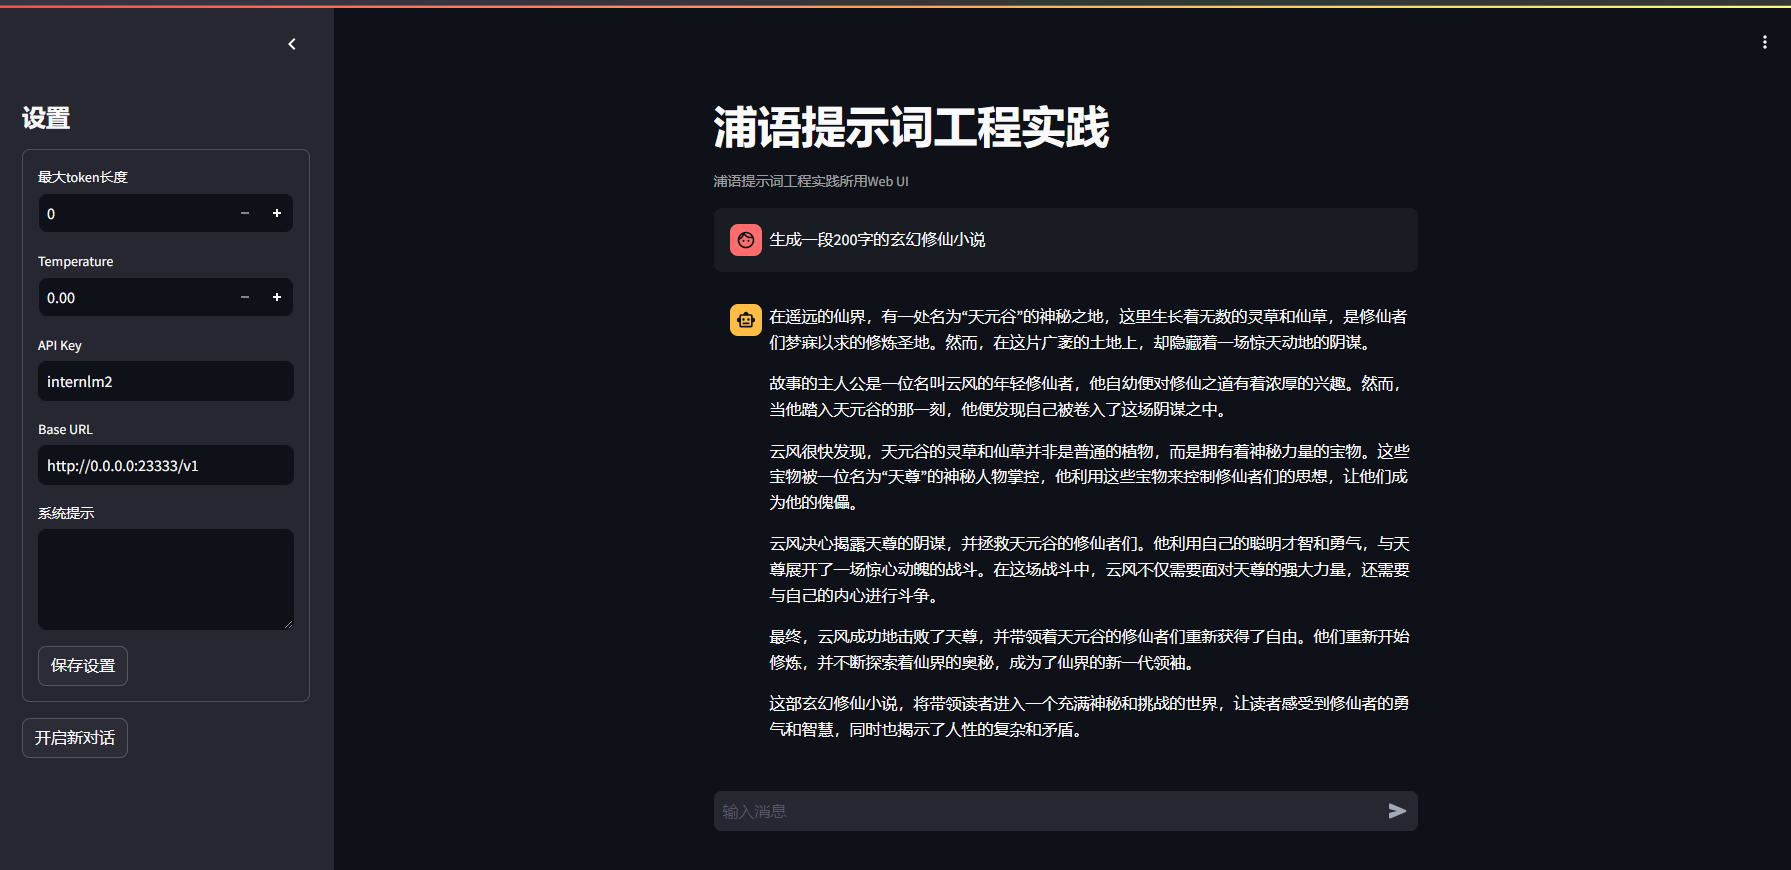 设置
最大token长度
0
Temperature
0.00
API Key
internlm2
Base URL
http://0.0.0.0:23333/v1
系统提示
保存设置
开启新对话
浦语提示词工程实践
浦语提示词工程实践所用Web UI
生成一段200字的玄幻修仙小说
在遥远的仙界，有一处名为“天元谷”的神秘之地，这里生长着无数的灵草和仙草，是修仙者
们梦寐以求的修炼圣地。然而，在这片广袤的土地上，却隐藏着一场惊天动地的阴谋。
故事的主人公是一位名叫云风的年轻修仙者，他自幼便对修仙之道有着浓厚的兴趣。然而，
当他踏入天元谷的那一刻，他便发现自己被卷入了这场阴谋之中。
云风很快发现，天元谷的灵草和仙草并非是普通的植物，而是拥有着神秘力量的宝物。这些
宝物被一位名为“天尊”的神秘人物掌控，他利用这些宝物来控制修仙者们的思想，让他们成
为他的傀儡。
云风决心揭露天尊的阴谋，并拯救天元谷的修仙者们。他利用自己的聪明才智和勇气，与天
尊展开了一场惊心动魄的战斗。在这场战斗中，云风不仅需要面对天尊的强大力量，还需要
与自己的内心进行斗争。
最终，云风成功地击败了天尊，并带领着天元谷的修仙者们重新获得了自由。他们重新开始
修炼，并不断探索着仙界的奥秘，成为了仙界的新一代领袖。
这部玄幻修仙小说，将带领读者进入一个充满神秘和挑战的世界，让读者感受到修仙者的勇
气和智慧，同时也揭示了人性的复杂和矛盾。
输入消息